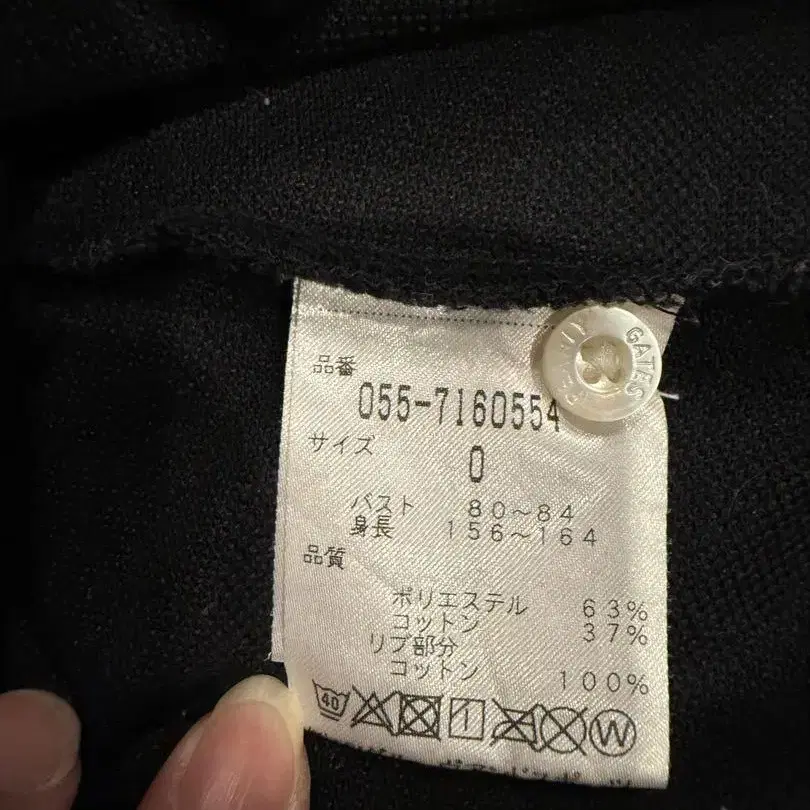 GATES
品番
055-7160554
サイズ
0
バスト 80~84
身長 156~164
品質
ポリエステル 63%
コットン 37%
リブ部分
コットン 100%
40
W